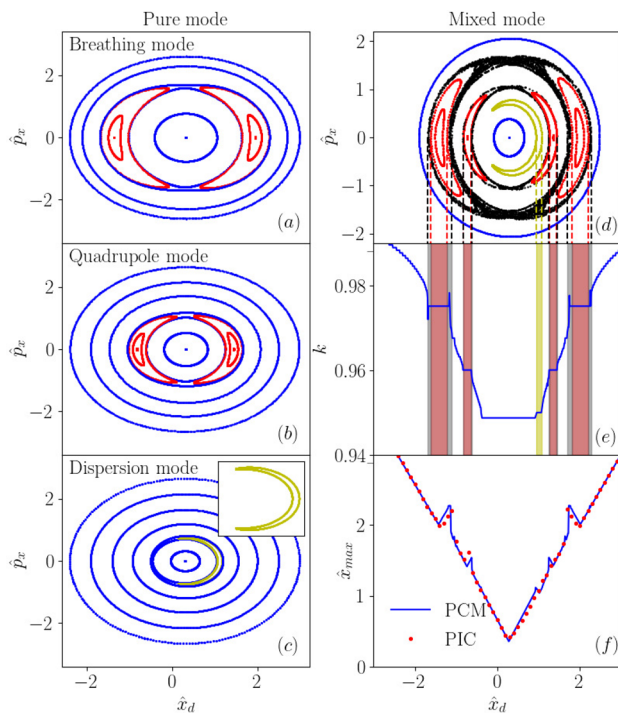 Pure mode
Mixed mode
Breathing mode
2
0
−2
p̂x
(a)
Quadrupole mode
2
0
−2
p̂x
(b)
Dispersion mode
2
0
−2
p̂x
(c)
−2 0 2
x̂d
2
1
0
−1
−2
p̂x
(d)
0.98
0.96
0.94
k
(e)
2
1
0
x̂max
PCM
PIC
(f)
−2 0 2
x̂d